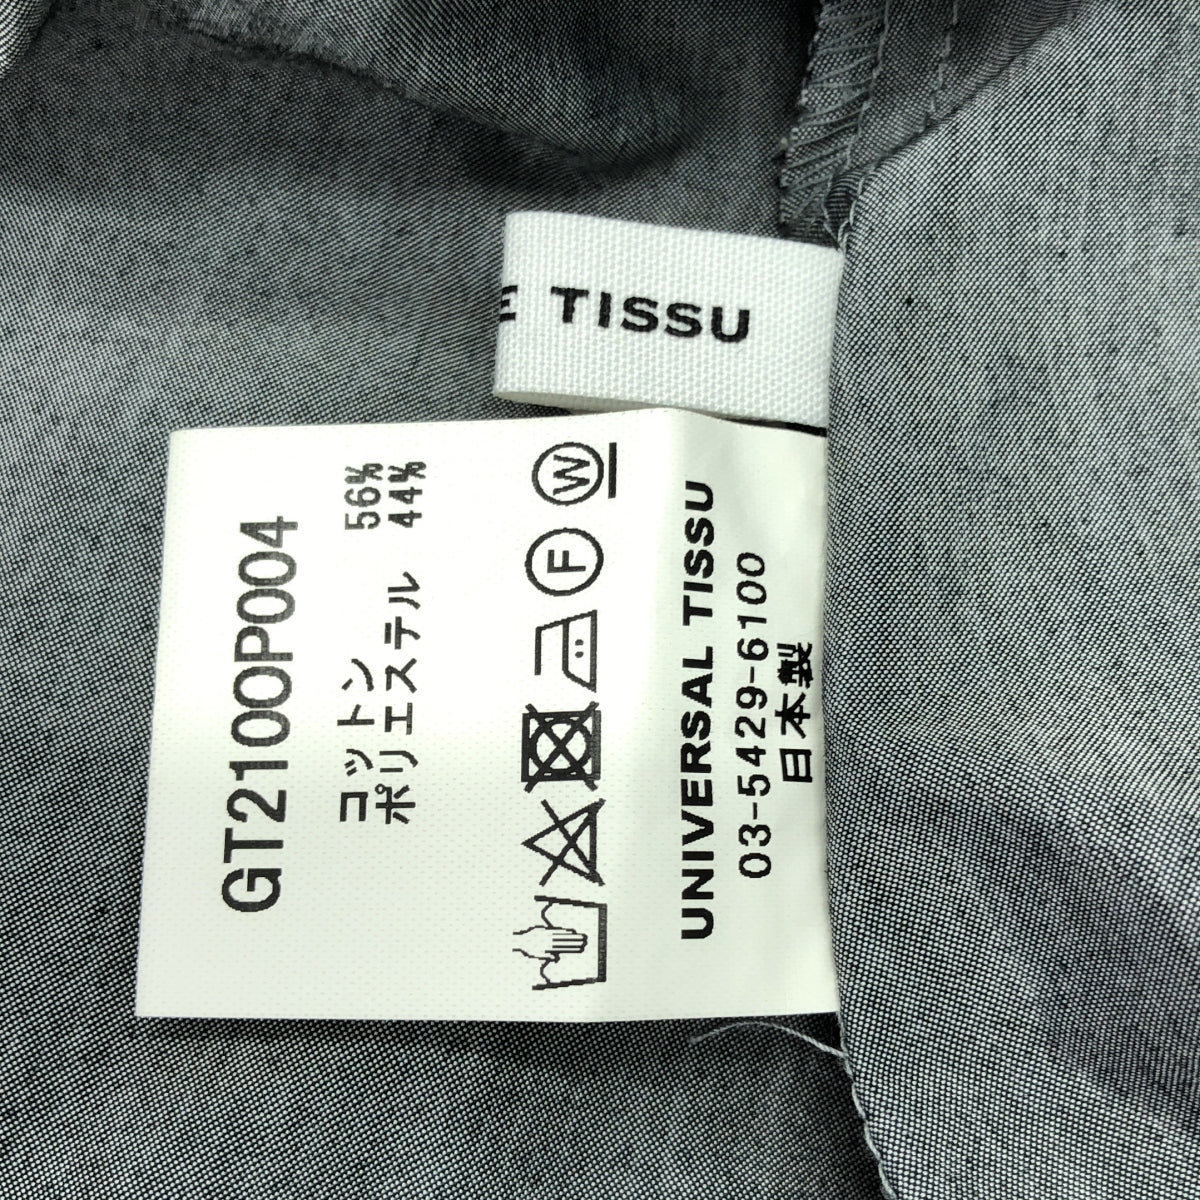 E TISSU
GT2100P004
コットン 56%
ポリエステル 44%
F W
UNIVERSAL TISSU
03-5429-6100
日本製